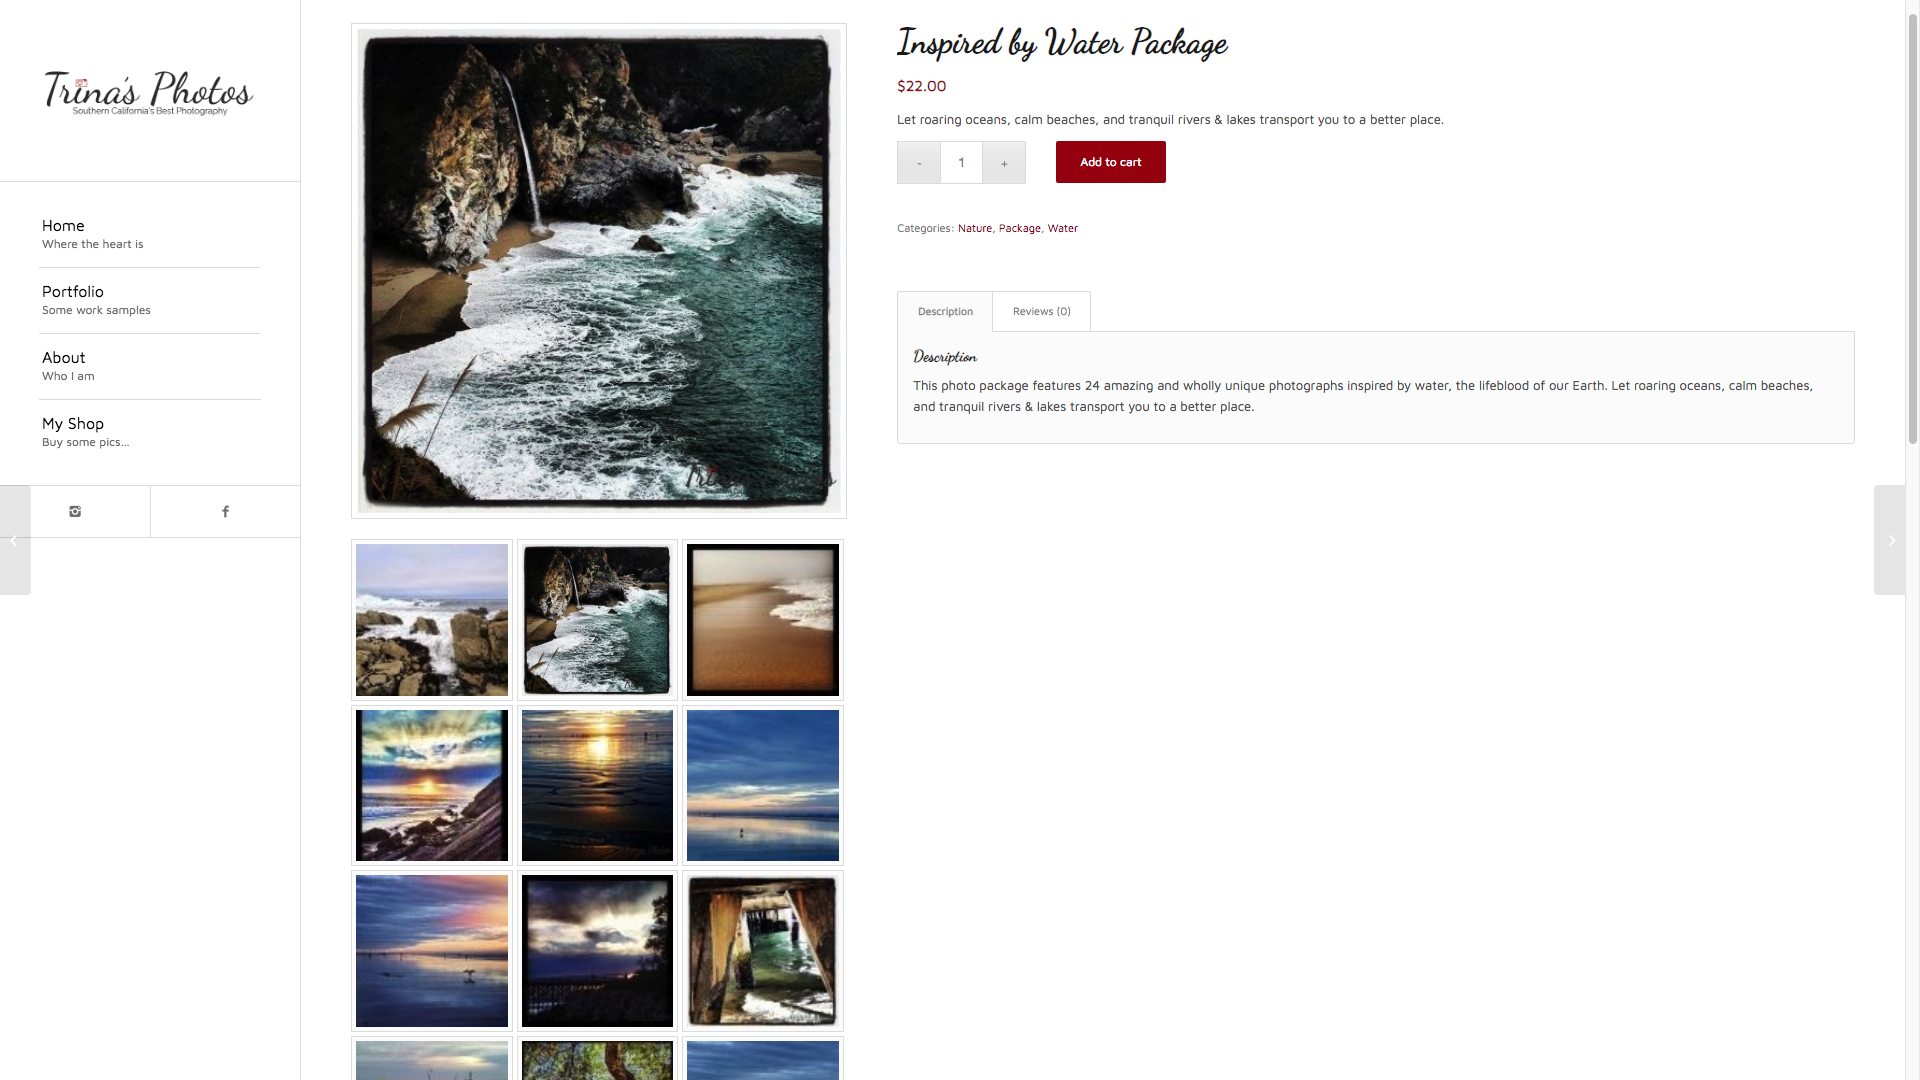 Trina's Photos
Southern California's Best Photography
Home
Where the heart is
Portfolio
Some work samples
About
Who I am
My Shop
Buy some pics...
Inspired by Water Package
$22.00
Let roaring oceans, calm beaches, and tranquil rivers & lakes transport you to a better place.
- 1 +
Add to cart
Categories: Nature, Package, Water
Description
Reviews (0)
Description
This photo package features 24 amazing and wholly unique photographs inspired by water, the lifeblood of our Earth. Let roaring oceans, calm beaches,
and tranquil rivers & lakes transport you to a better place.